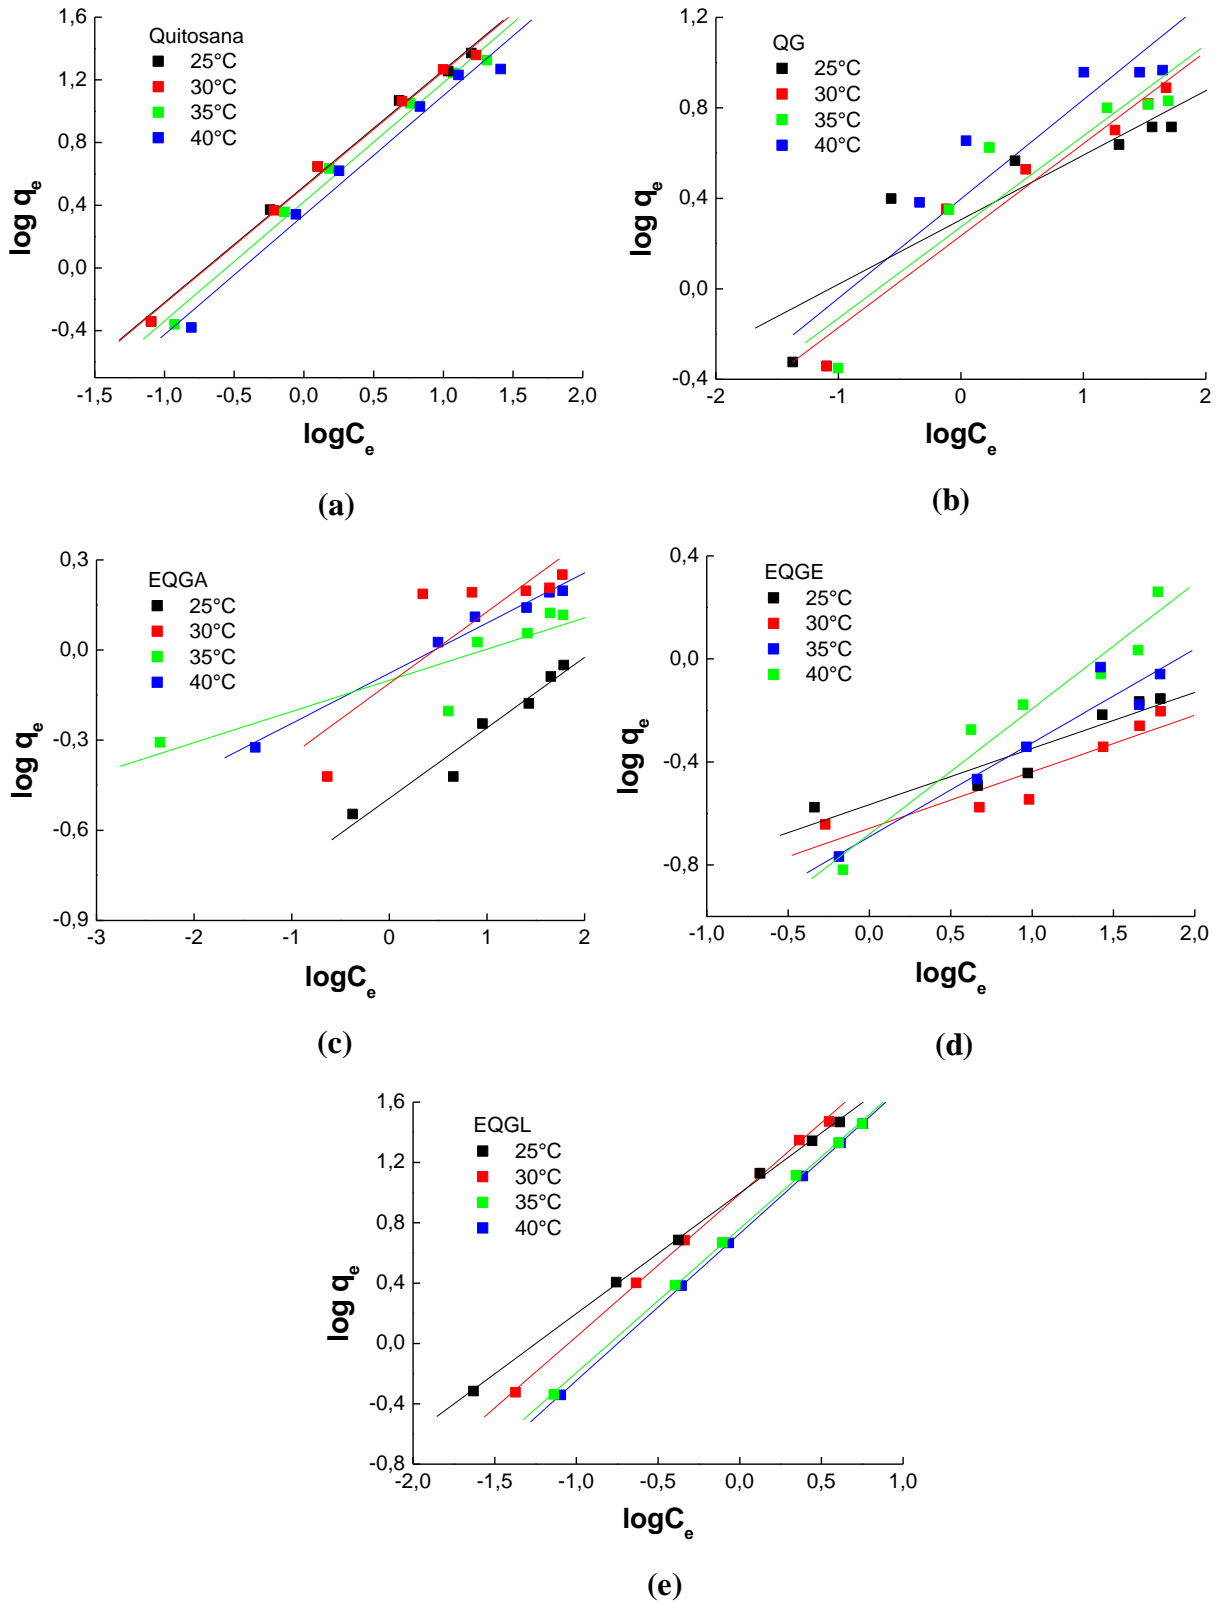 Quitosana
25°C
30°C
35°C
40°C
1,6
1,2
0,8
0,4
0,0
-0,4
-1,5
-1,0
-0,5
0,0
0,5
1,0
1,5
2,0
log qe
logCe
(a)
QG
25°C
30°C
35°C
40°C
1,2
0,8
0,4
0,0
-0,4
-2
-1
0
1
2
log qe
logCe
(b)
EQGA
25°C
30°C
35°C
40°C
0,3
0,0
-0,3
-0,6
-0,9
-3
-2
-1
0
1
2
log qe
logCe
(c)
EQGE
25°C
30°C
35°C
40°C
0,4
0,0
-0,4
-0,8
-1,0
-0,5
0,0
0,5
1,0
1,5
2,0
log qe
logCe
(d)
EQGL
25°C
30°C
35°C
40°C
1,6
1,2
0,8
0,4
0,0
-0,4
-0,8
-2,0
-1,5
-1,0
-0,5
0,0
0,5
1,0
log qe
logCe
(e)